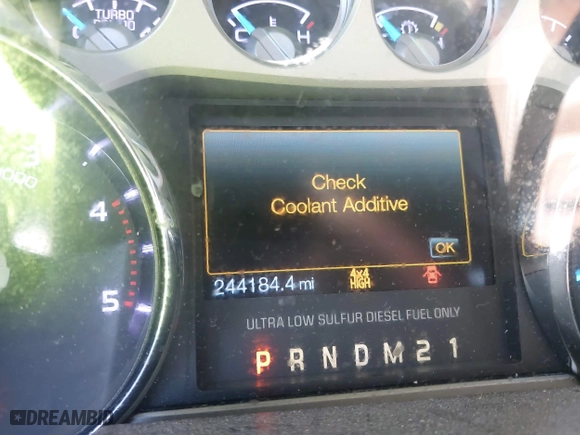 TURBO
C H
Check
Coolant Additive
OK
244184.4 mi
4x4
HIGH
4
5
ULTRA LOW SULFUR DIESEL FUEL ONLY
P R N D M 2 1
DREAMBID